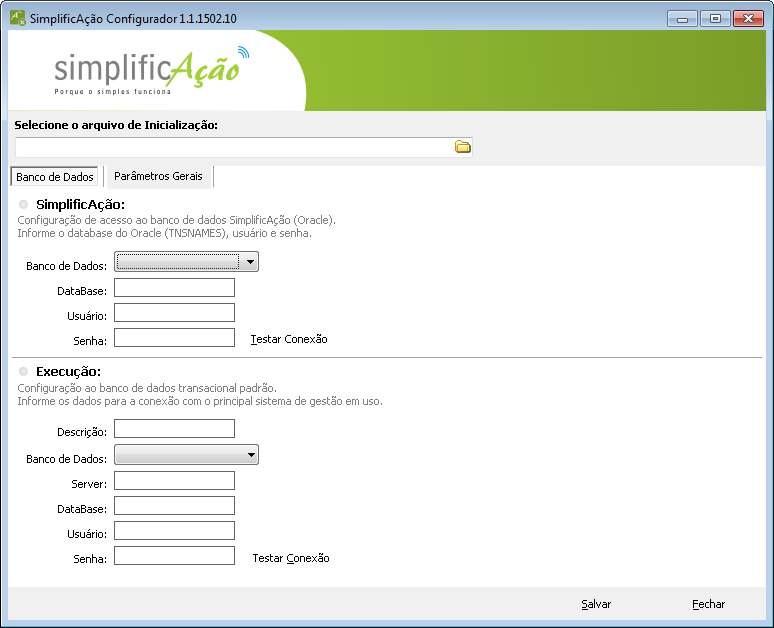 SimplificAção Configurador 1.1.1502.10
simplificAção
Porque o simples funciona
Selecione o arquivo de Inicialização:
Banco de Dados Parâmetros Gerais
SimplificAção:
Configuração de acesso ao banco de dados SimplificAção (Oracle).
Informe o database do Oracle (TNSNAMES), usuário e senha.
Banco de Dados:
DataBase:
Usuário:
Senha: Testar Conexão
Execução:
Configuração ao banco de dados transacional padrão.
Informe os dados para a conexão com o principal sistema de gestão em uso.
Descrição:
Banco de Dados:
Server:
DataBase:
Usuário:
Senha: Testar Conexão
Salvar Fechar